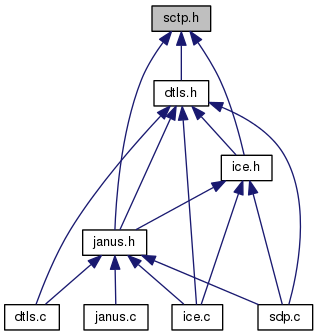 sctp.h
dtls.h
ice.h
janus.h
dtls.c
janus.c
ice.c
sdp.c